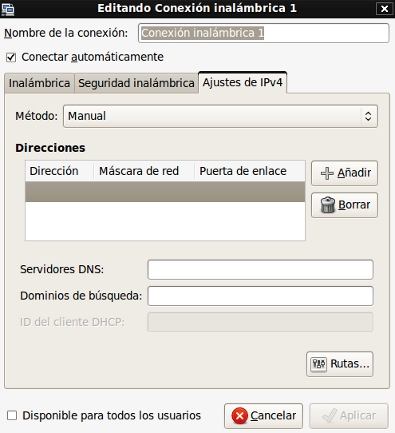 Editando Conexión inalámbrica 1
Nombre de la conexión: Conexión inalámbrica 1
Conectar automáticamente
Inalámbrica Seguridad inalámbrica Ajustes de IPv4
Método: Manual
Direcciones
Dirección Máscara de red Puerta de enlace
Añadir
Borrar
Servidores DNS:
Dominios de búsqueda:
ID del cliente DHCP:
Rutas...
Disponible para todos los usuarios Cancelar Aplicar